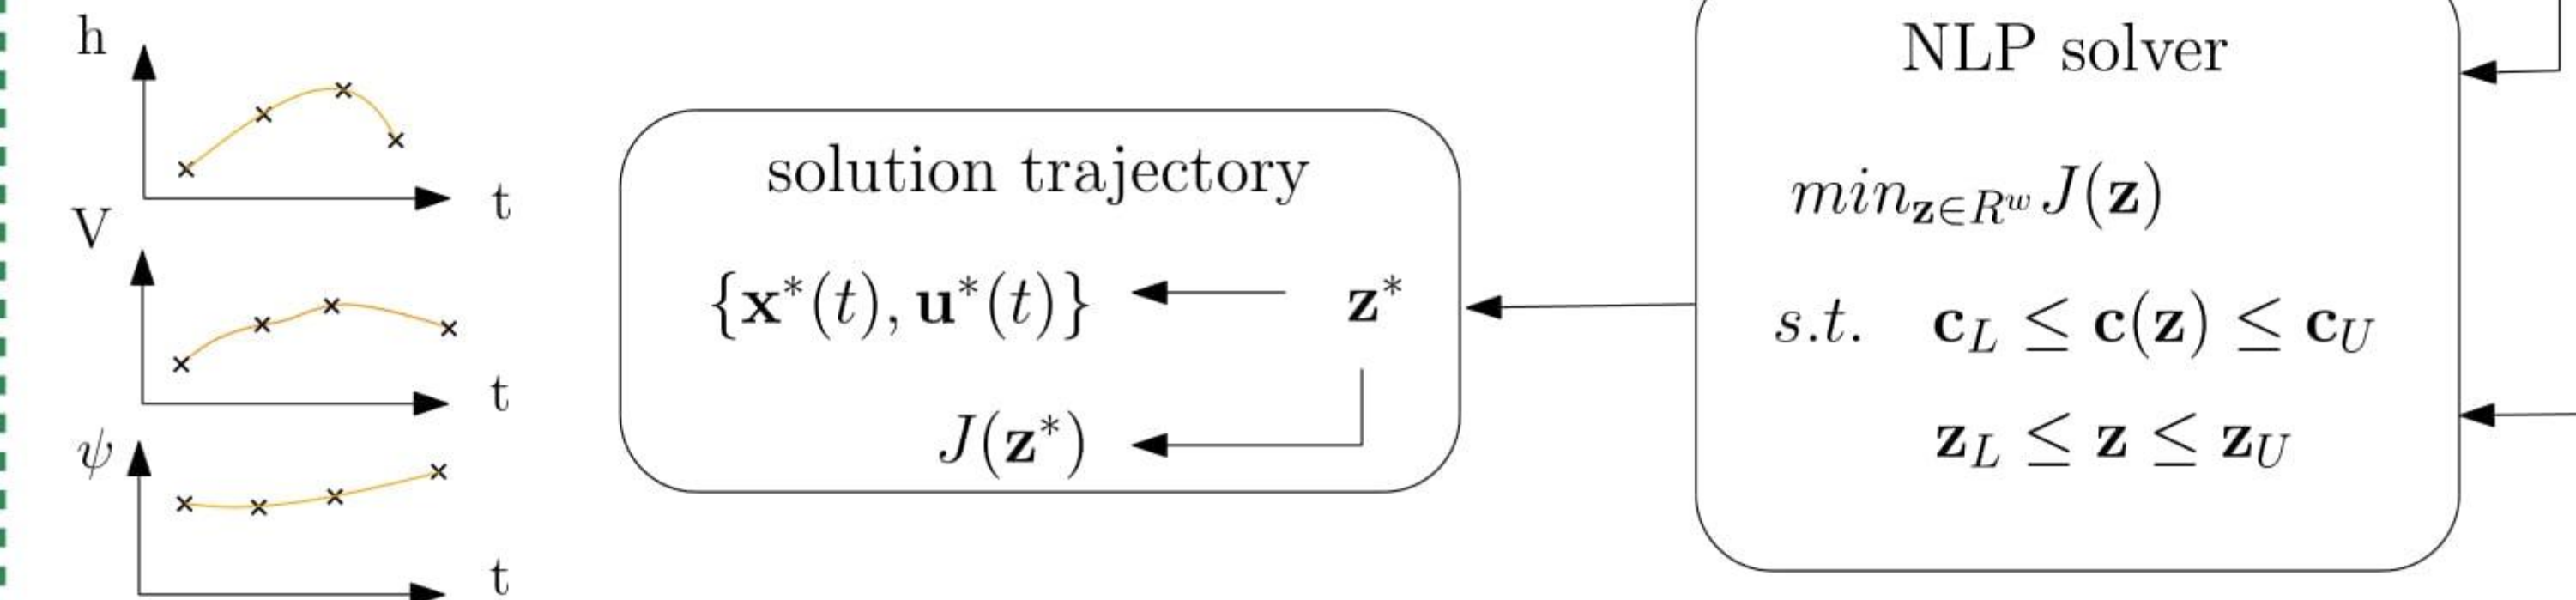 h
t
V
t
ψ
t
solution trajectory
{x*(t), u*(t)} z*
J(z*)
NLP solver
min_{z∈R^w} J(z)
s.t. c_L ≤ c(z) ≤ c_U
z_L ≤ z ≤ z_U